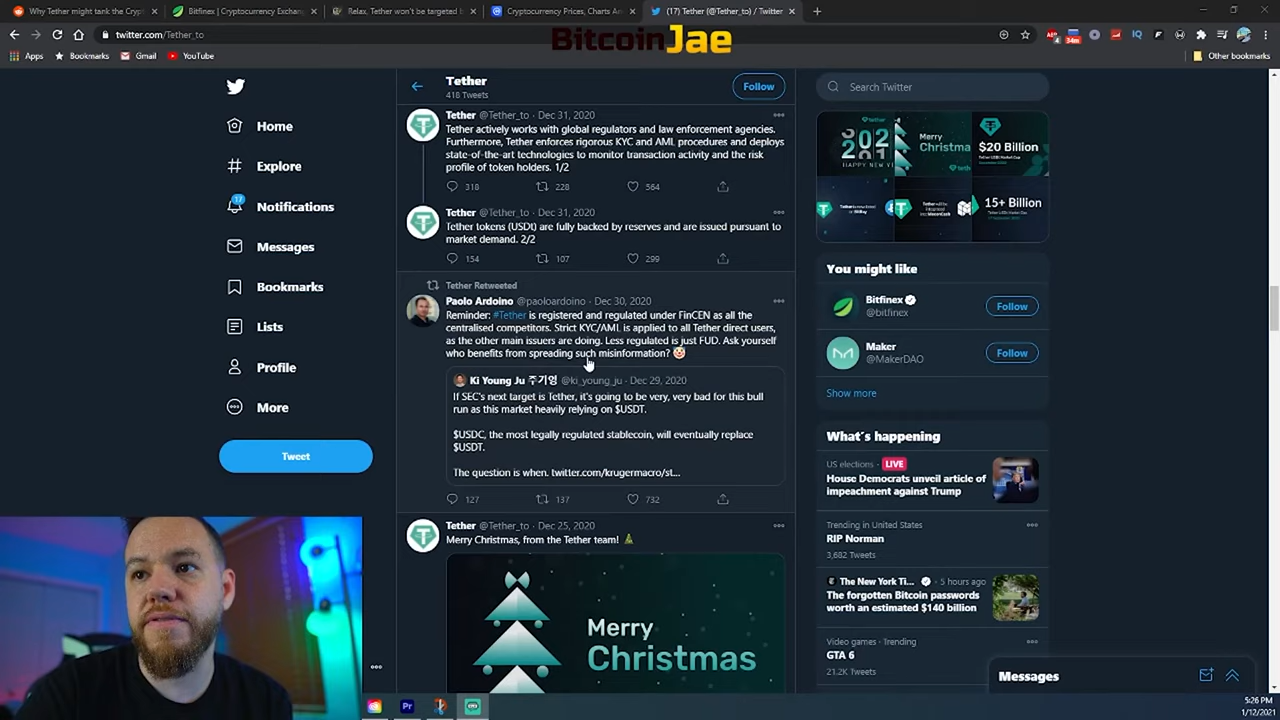 Why Tether might tank the Crypt
Bitfinex | Cryptocurrency Exchan
Relax, Tether won't be targeted b
Cryptocurrency Prices, Charts An
(17) Tether (@Tether_to) / Twitter
twitter.com/Tether_to
BitcoinJae
34m
Apps
Bookmarks
Gmail
YouTube
Other bookmarks
Home
Explore
17
Notifications
Messages
Bookmarks
Lists
Profile
More
Tweet
Tether
418 Tweets
Follow
Tether @Tether_to · Dec 31, 2020
Tether actively works with global regulators and law enforcement agencies.
Furthermore, Tether enforces rigorous KYC and AML procedures and deploys
state-of-the-art technologies to monitor transaction activity and the risk
profile of token holders. 1/2
318 228 564
Tether @Tether_to · Dec 31, 2020
Tether tokens (USDt) are fully backed by reserves and are issued pursuant to
market demand. 2/2
154 107 299
Tether Retweeted
Paolo Ardoino @paoloardoino · Dec 30, 2020
Reminder: #Tether is registered and regulated under FinCEN as all the
centralised competitors. Strict KYC/AML is applied to all Tether direct users,
as the other main issuers are doing. Less regulated is just FUD. Ask yourself
who benefits from spreading such misinformation? 🤡
Ki Young Ju 주기영 @ki_young_ju · Dec 29, 2020
If SEC's next target is Tether, it's going to be very, very bad for this bull
run as this market heavily relying on $USDT.
$USDC, the most legally regulated stablecoin, will eventually replace
$USDT.
The question is when. twitter.com/krugermacro/st...
127 137 732
Tether @Tether_to · Dec 25, 2020
Merry Christmas, from the Tether team! 🎄
Merry
Christmas
Search Twitter
HAPPY NEW YEAR
Merry
Christmas
$20 Billion
15+ Billion
You might like
Bitfinex
@bitfinex
Follow
Maker
@MakerDAO
Follow
Show more
What's happening
US elections · LIVE
House Democrats unveil article of
impeachment against Trump
Trending in United States
RIP Norman
3,682 Tweets
The New York Ti... · 5 hours ago
The forgotten Bitcoin passwords
worth an estimated $140 billion
Video games · Trending
GTA 6
21.2K Tweets
Messages
Pr
5:26 PM
1/12/2021